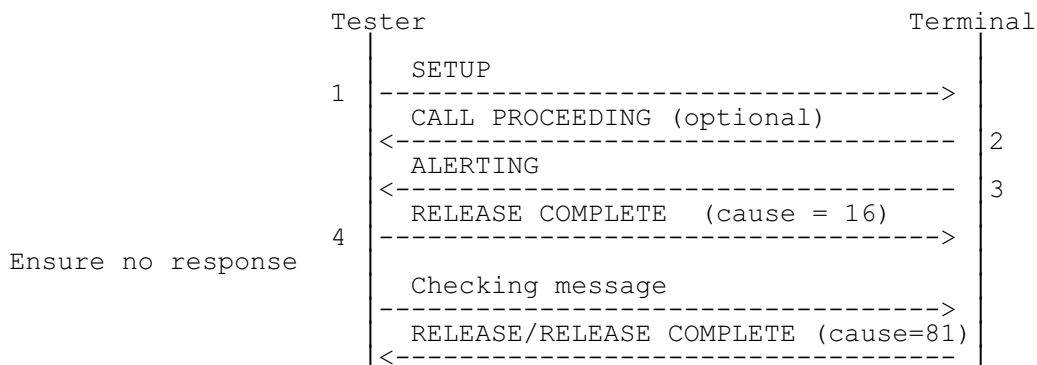 Tester Terminal
SETUP
1
CALL PROCEEDING (optional)
2
ALERTING
3
RELEASE COMPLETE (cause = 16)
4
Ensure no response
Checking message
RELEASE/RELEASE COMPLETE (cause=81)